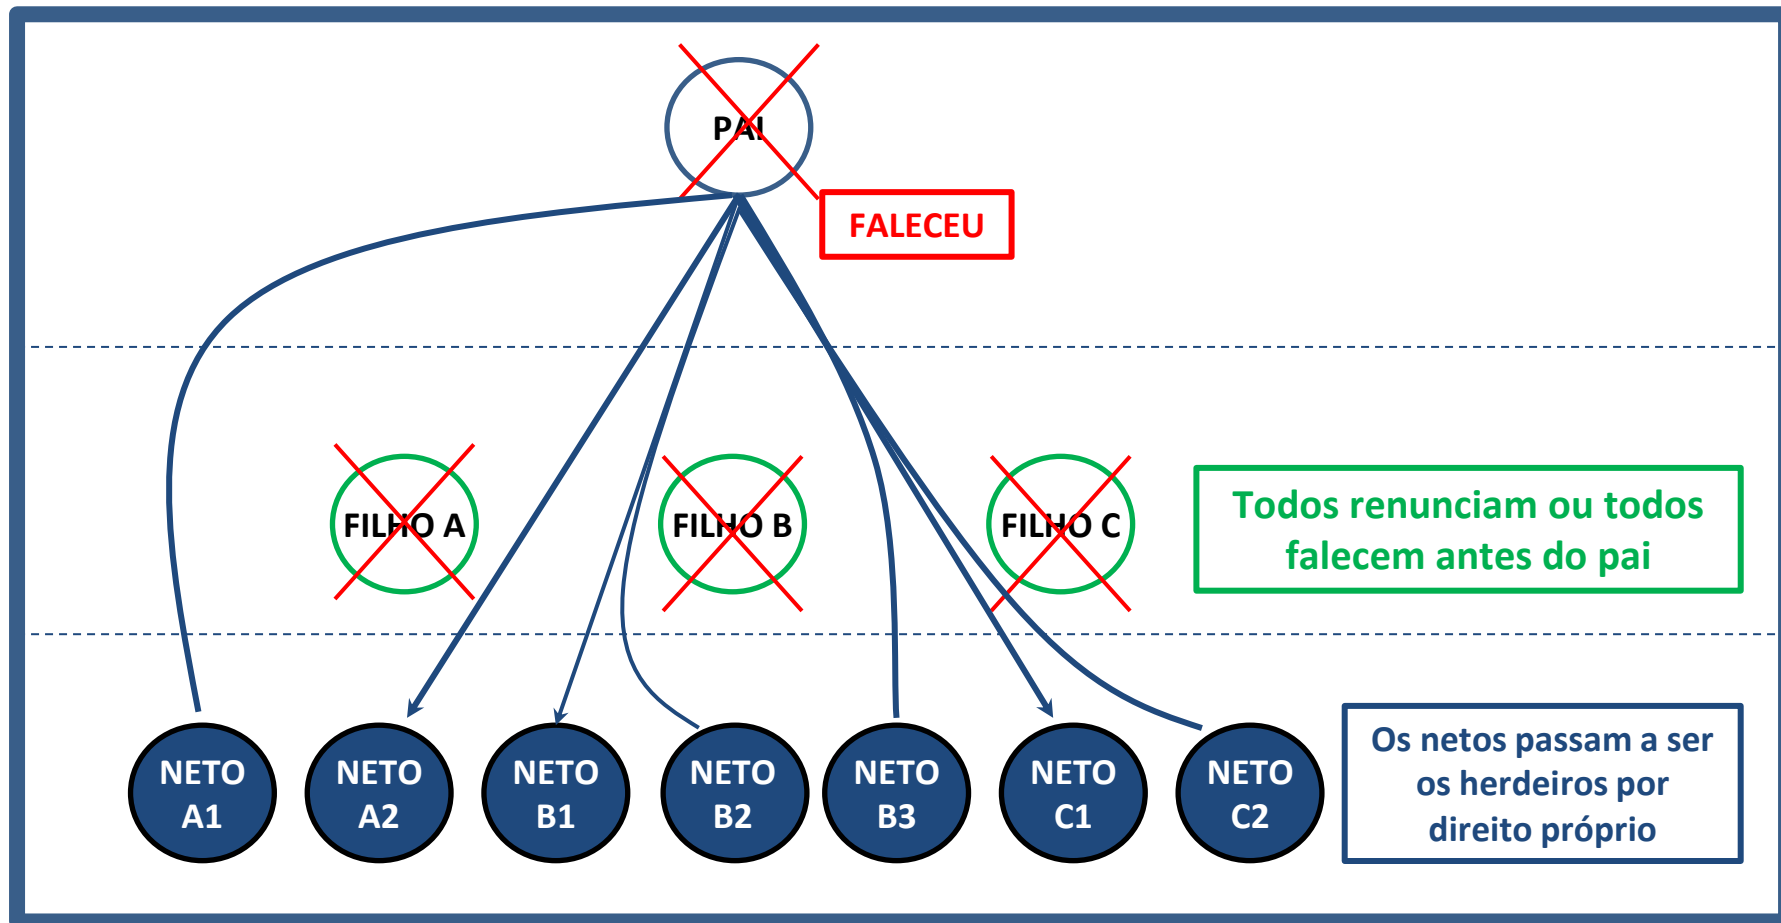 PAI
FALECEU
FILHO A
FILHO B
FILHO C
Todos renunciam ou todos
falecem antes do pai
NETO
A1
NETO
A2
NETO
B1
NETO
B2
NETO
B3
NETO
C1
NETO
C2
Os netos passam a ser
os herdeiros por
direito próprio